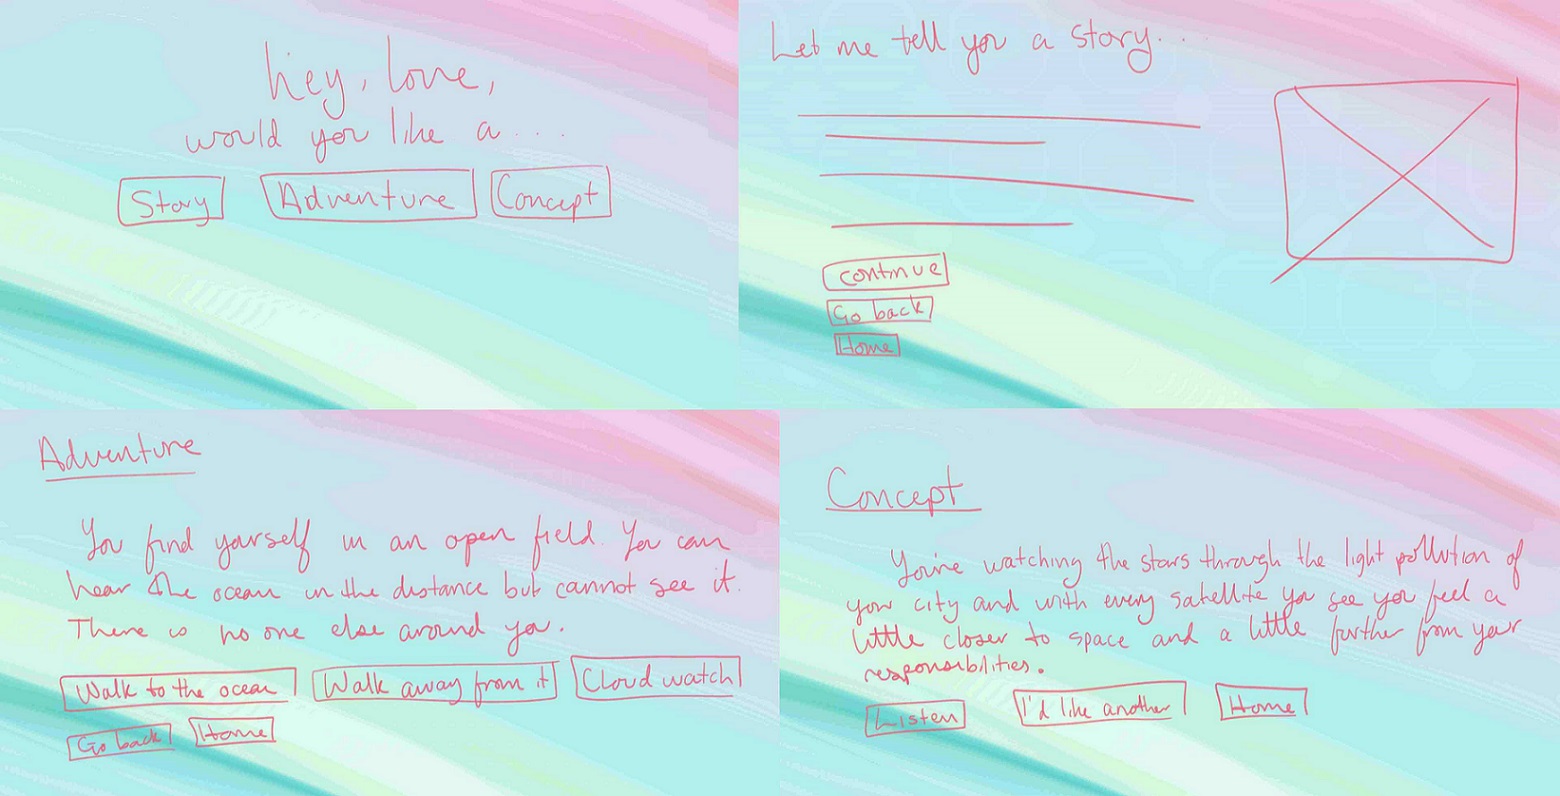 hey, love,
would you like a ....
Story Adventure Concept
Let me tell you a story...
continue
Go back
Home
Adventure
You find yourself in an open field. You can
hear the ocean in the distance but cannot see it.
There is no one else around you.
Walk to the ocean Walk away from it Cloud watch
Go back Home
Concept
You're watching the stars through the light pollution of
your city and with every satellite you see you feel a
little closer to space and a little further from your
responsibilities.
Listen I'd like another Home